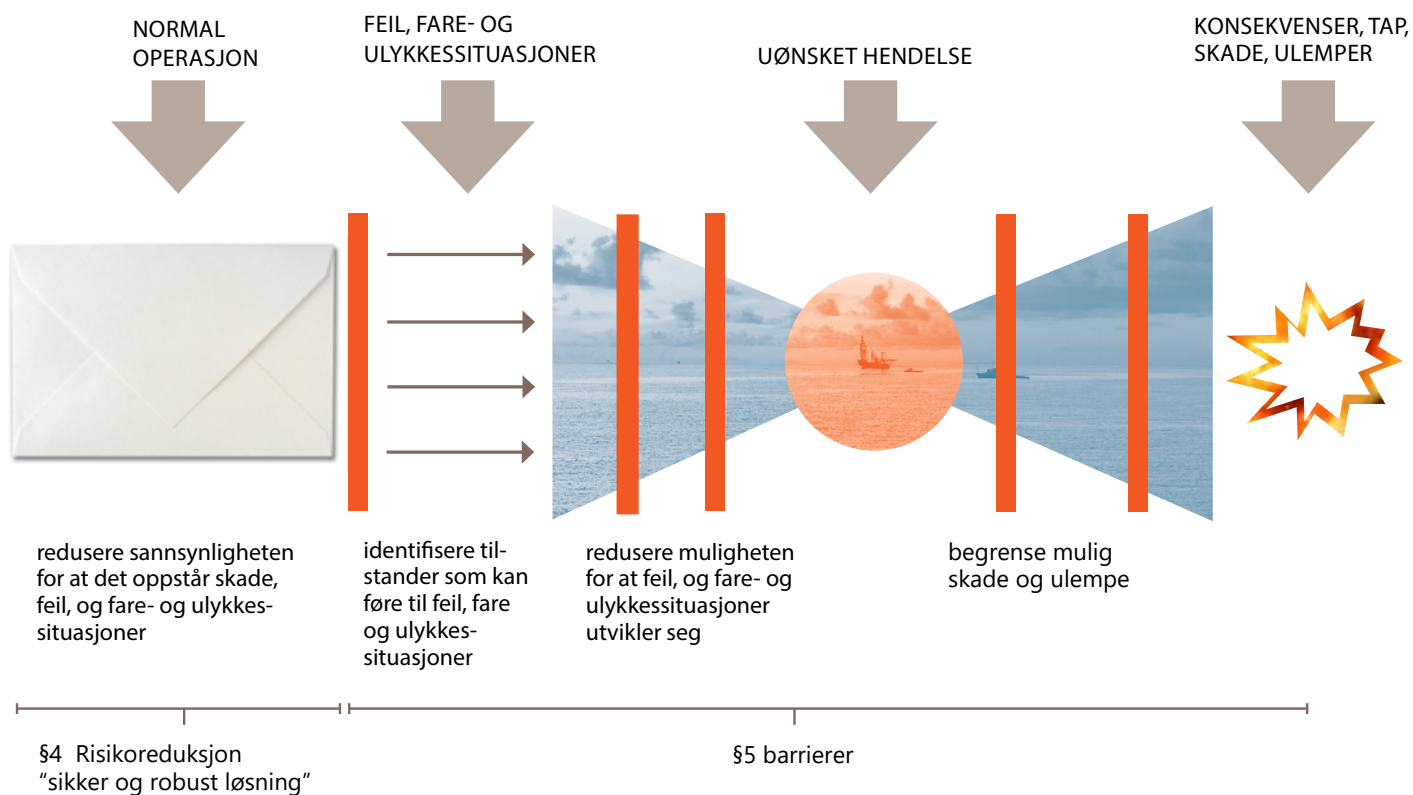 NORMAL
OPERASJON
FEIL, FARE- OG
ULYKKESSITUASJONER
UØNSKET HENDELSE
KONSEKVENSER, TAP,
SKADE, ULEMPER
redusere sannsynligheten
for at det oppstår skade,
feil, og fare- og ulykkes-
situasjoner
identifisere til-
stander som kan
føre til feil, fare
og ulykkes-
situasjoner
redusere muligheten
for at feil, og fare- og
ulykkessituasjoner
utvikler seg
begrense mulig
skade og ulempe
§4 Risikoreduksjon
“sikker og robust løsning”
§5 barrierer